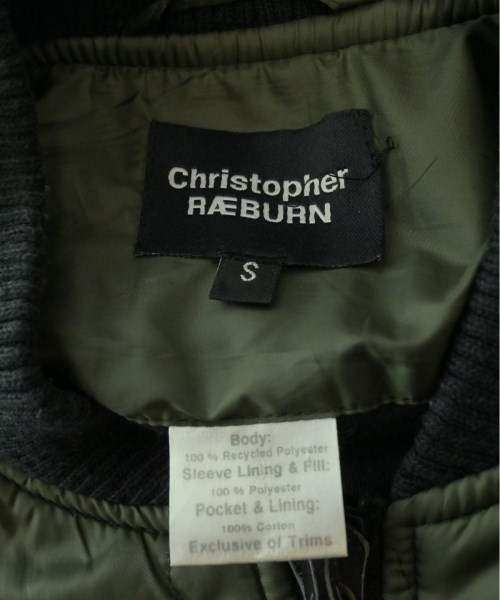 Christopher
RÆBURN
S
Body:
100 % Recycled Polyester
Sleeve Lining & Fill:
100 % Polyester
Pocket & Lining:
100% Cotton
Exclusive of Trims